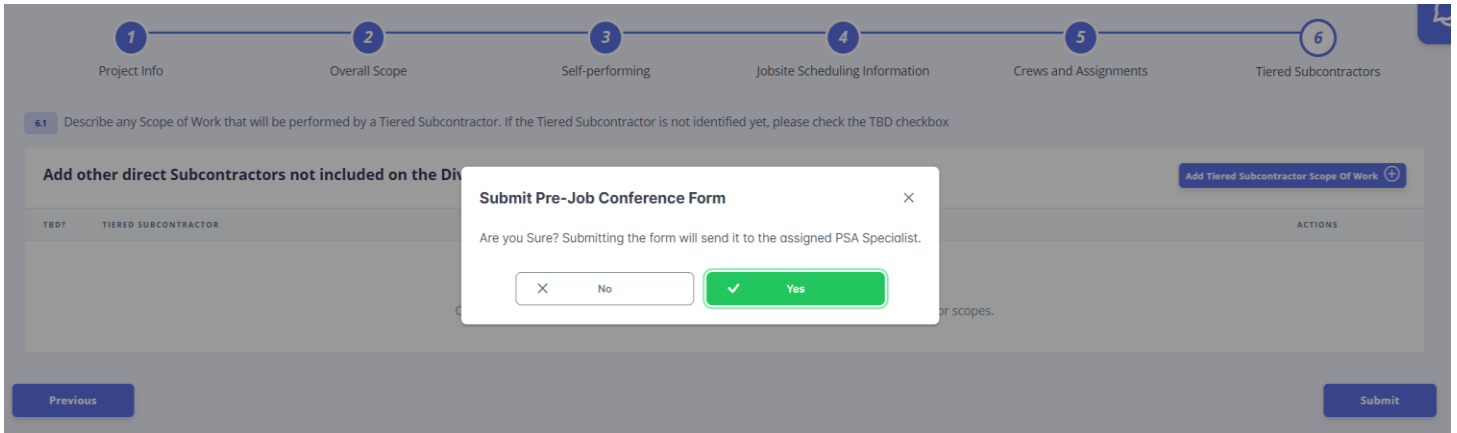 1
2
3
4
5
6
Project Info
Overall Scope
Self-performing
Jobsite Scheduling Information
Crews and Assignments
Tiered Subcontractors
6.1 Describe any Scope of Work that will be performed by a Tiered Subcontractor. If the Tiered Subcontractor is not identified yet, please check the TBD checkbox
Add other direct Subcontractors not included on the
Add Tiered Subcontractor Scope Of Work
TBD?
TIERED SUBCONTRACTOR
ACTIONS
Submit Pre-Job Conference Form
Are you Sure? Submitting the form will send it to the assigned PSA Specialist.
No
Yes
or scopes.
Previous
Submit